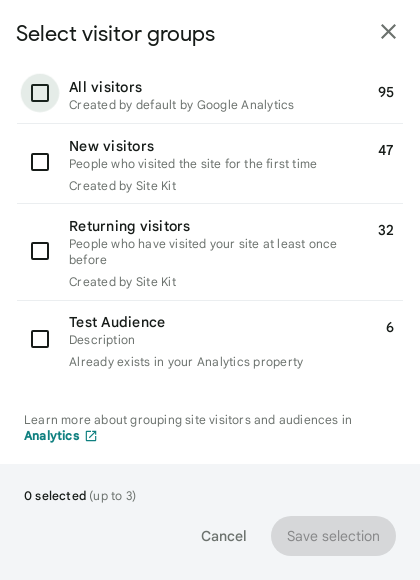 Select visitor groups
All visitors
95
Created by default by Google Analytics
New visitors
47
People who visited the site for the first time
Created by Site Kit
Returning visitors
32
People who have visited your site at least once
before
Created by Site Kit
Test Audience
6
Description
Already exists in your Analytics property
Learn more about grouping site visitors and audiences in
Analytics
0 selected (up to 3)
Cancel
Save selection